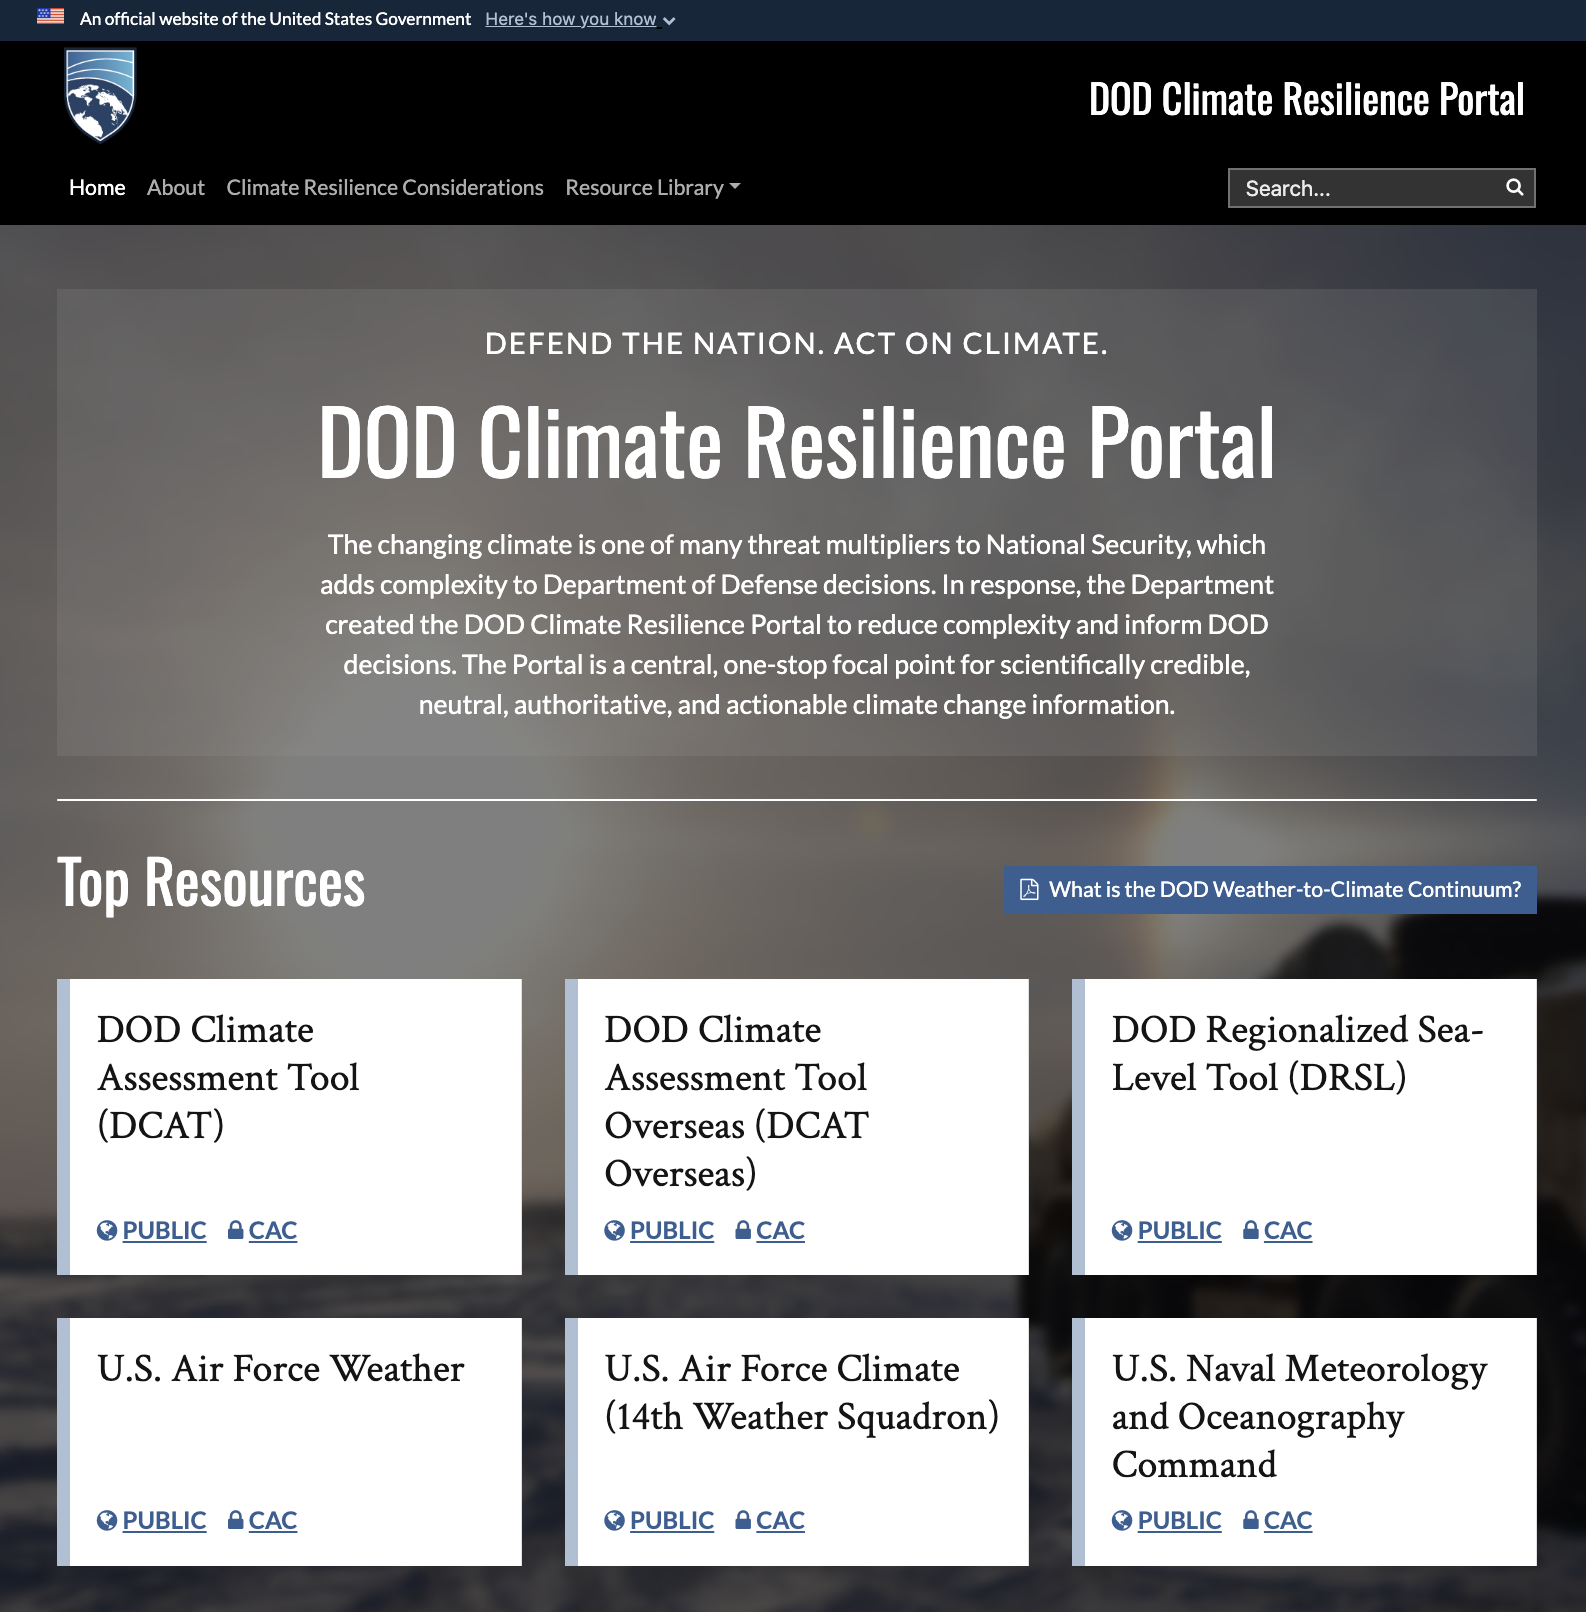 An official website of the United States Government Here's how you know
DOD Climate Resilience Portal
Home About Climate Resilience Considerations Resource Library
Search...
DEFEND THE NATION. ACT ON CLIMATE.
DOD Climate Resilience Portal
The changing climate is one of many threat multipliers to National Security, which
adds complexity to Department of Defense decisions. In response, the Department
created the DOD Climate Resilience Portal to reduce complexity and inform DOD
decisions. The Portal is a central, one-stop focal point for scientifically credible,
neutral, authoritative, and actionable climate change information.
Top Resources
What is the DOD Weather-to-Climate Continuum?
DOD Climate
Assessment Tool
(DCAT)
PUBLIC CAC
DOD Climate
Assessment Tool
Overseas (DCAT
Overseas)
PUBLIC CAC
DOD Regionalized Sea-
Level Tool (DRSL)
PUBLIC CAC
U.S. Air Force Weather
PUBLIC CAC
U.S. Air Force Climate
(14th Weather Squadron)
PUBLIC CAC
U.S. Naval Meteorology
and Oceanography
Command
PUBLIC CAC